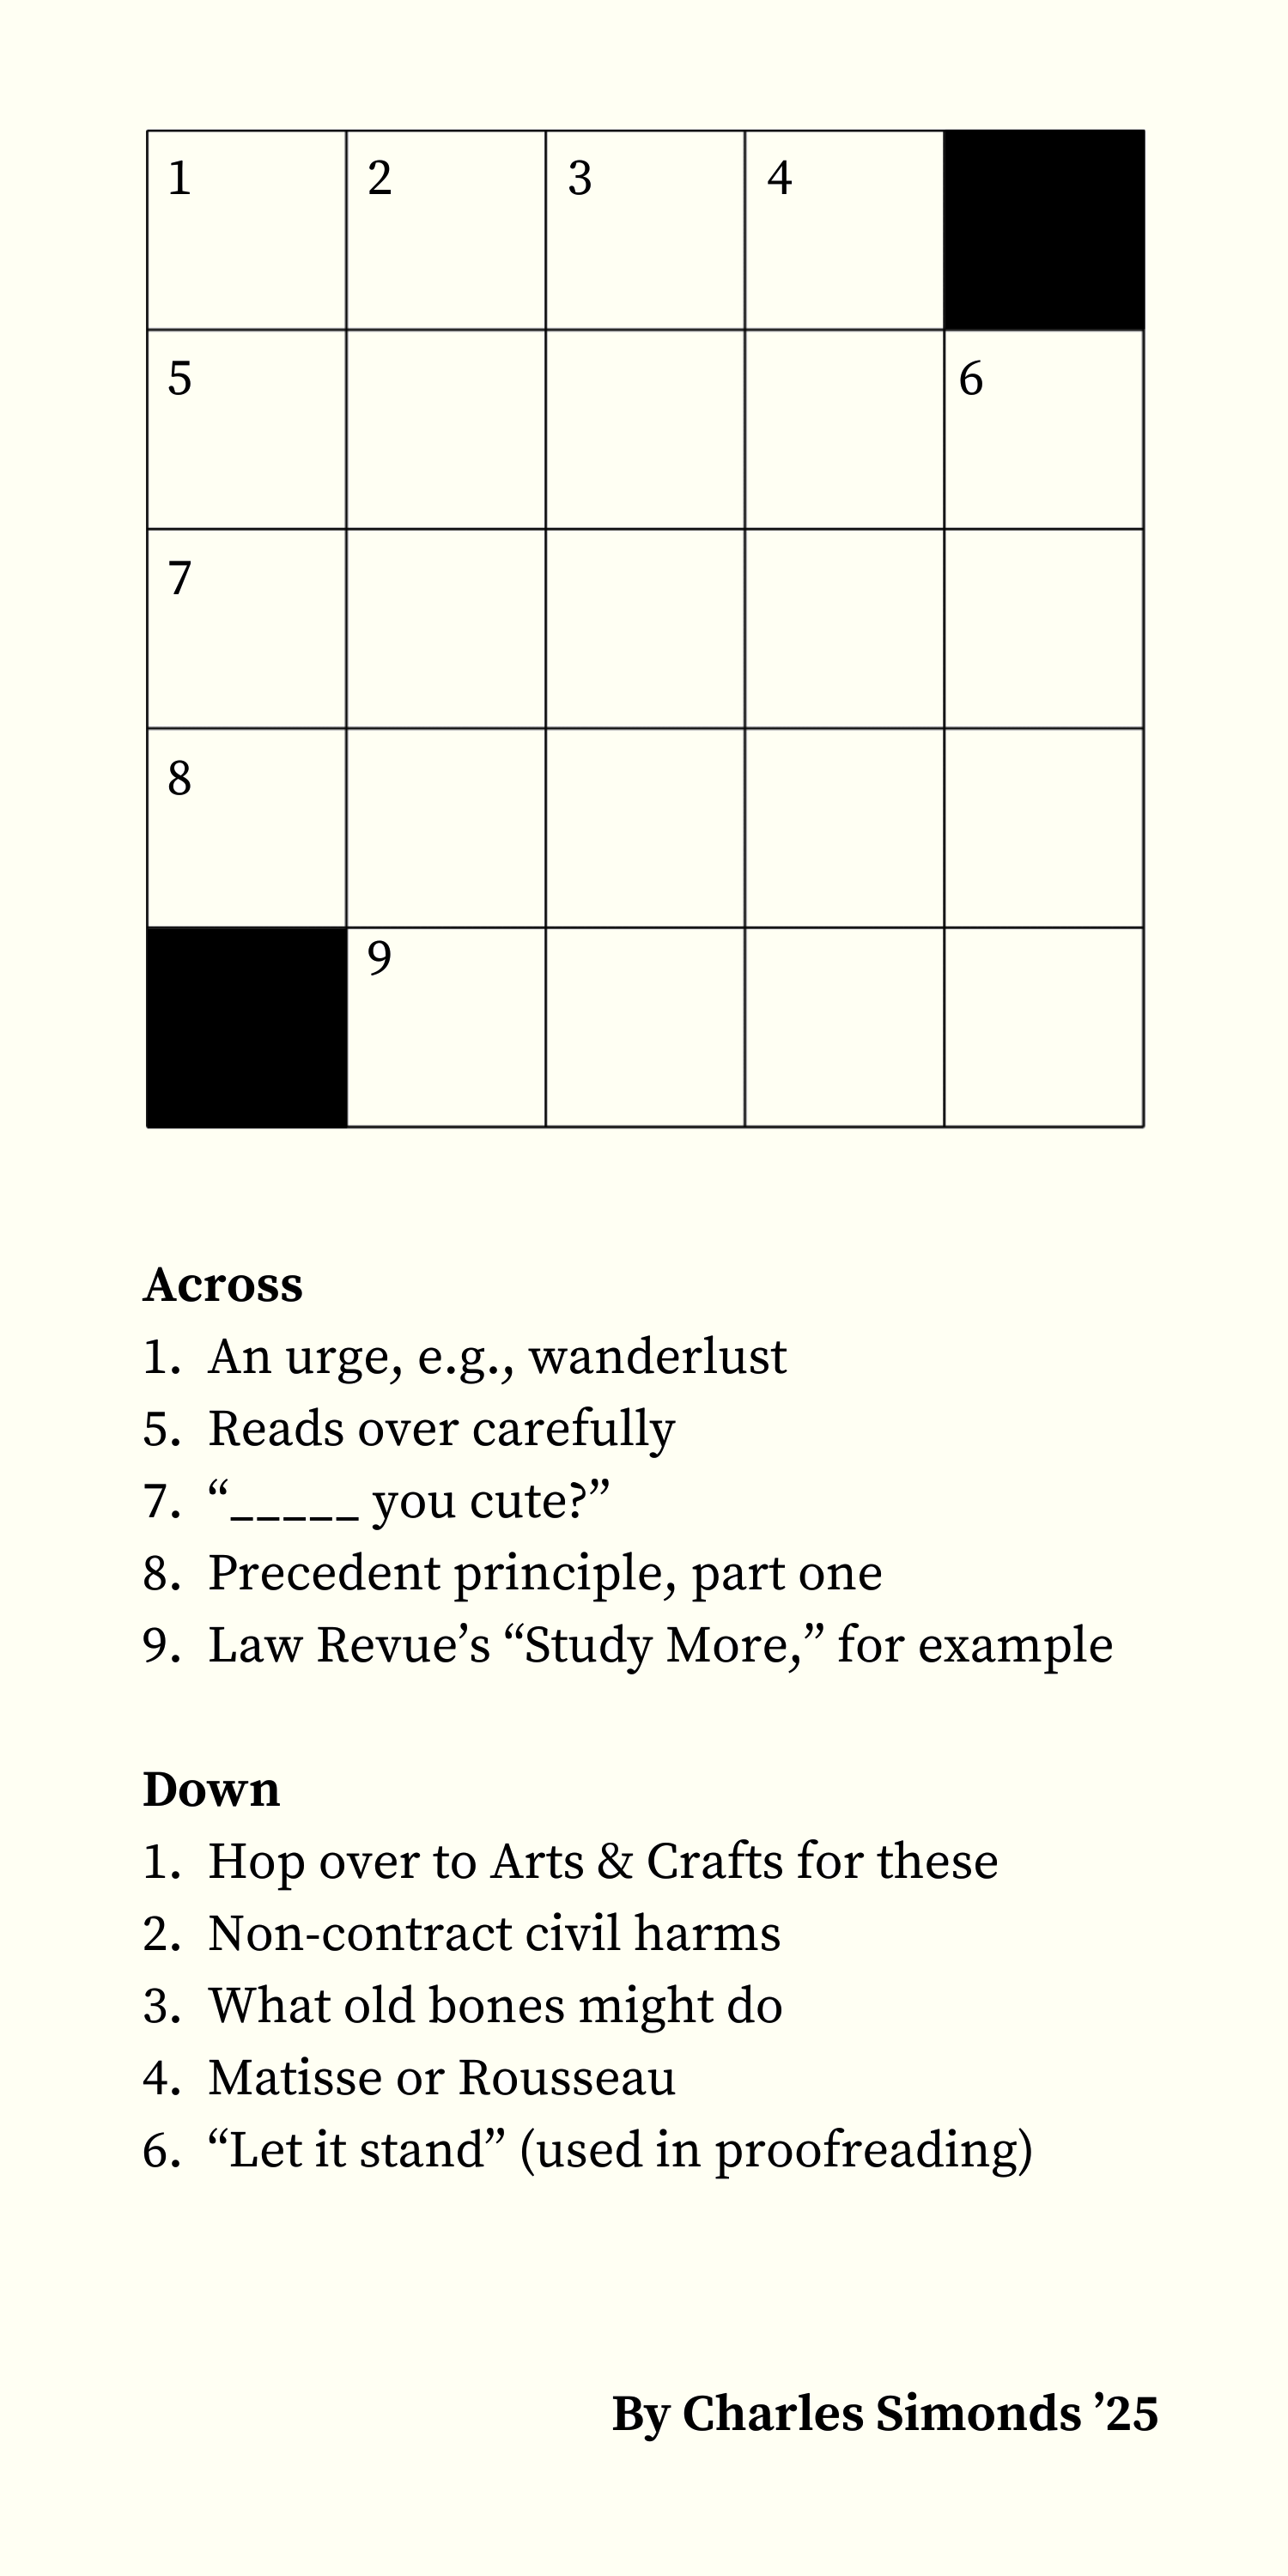 1 2 3 4
5 6
7
8
9
Across
1. An urge, e.g., wanderlust
5. Reads over carefully
7. “_____ you cute?”
8. Precedent principle, part one
9. Law Revue’s “Study More,” for example
Down
1. Hop over to Arts & Crafts for these
2. Non-contract civil harms
3. What old bones might do
4. Matisse or Rousseau
6. “Let it stand” (used in proofreading)
By Charles Simonds ’25